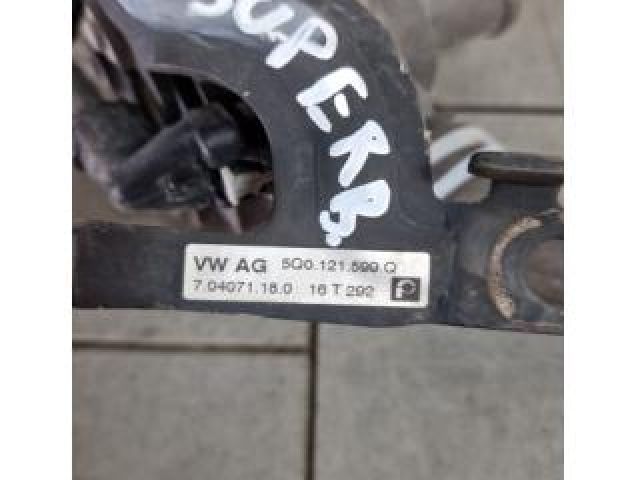 SUPERB
VW AG 5Q0.121.599.Q
7.04071.18.0 16 T 292